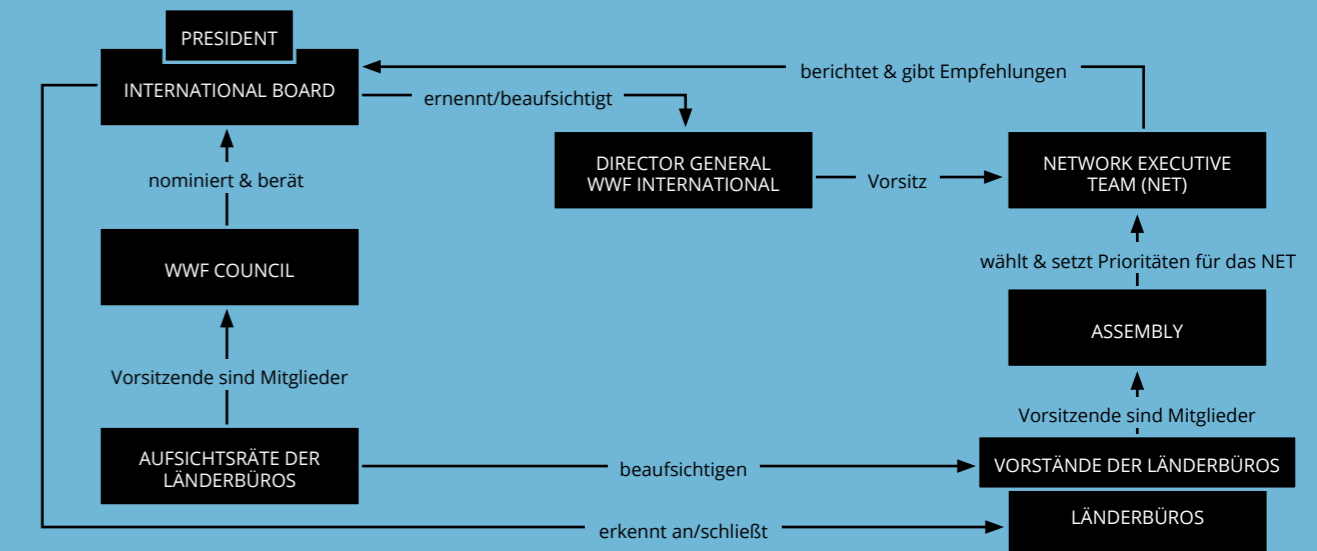 PRESIDENT
INTERNATIONAL BOARD
berichtet & gibt Empfehlungen
ernennt/beaufsichtigt
DIRECTOR GENERAL
WWF INTERNATIONAL
Vorsitz
NETWORK EXECUTIVE
TEAM (NET)
nominiert & berät
WWF COUNCIL
wählt & setzt Prioritäten für das NET
ASSEMBLY
Vorsitzende sind Mitglieder
Vorsitzende sind Mitglieder
AUFSICHTSRÄTE DER
LÄNDERBÜROS
beaufsichtigen
VORSTÄNDE DER LÄNDERBÜROS
LÄNDERBÜROS
erkennt an/schließt